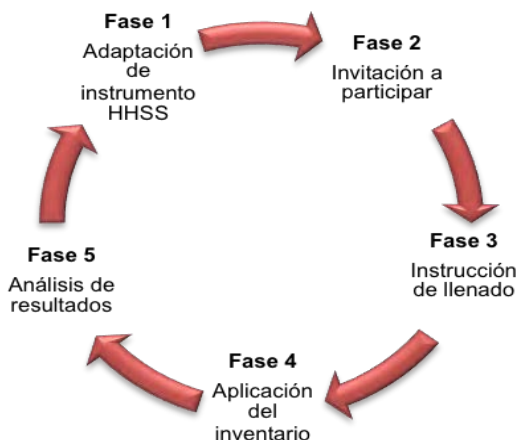 Fase 1
Adaptación
de
instrumento
HHSS
Fase 2
Invitación a
participar
Fase 3
Instrucción
de llenado
Fase 4
Aplicación
del
inventario
Fase 5
Análisis de
resultados